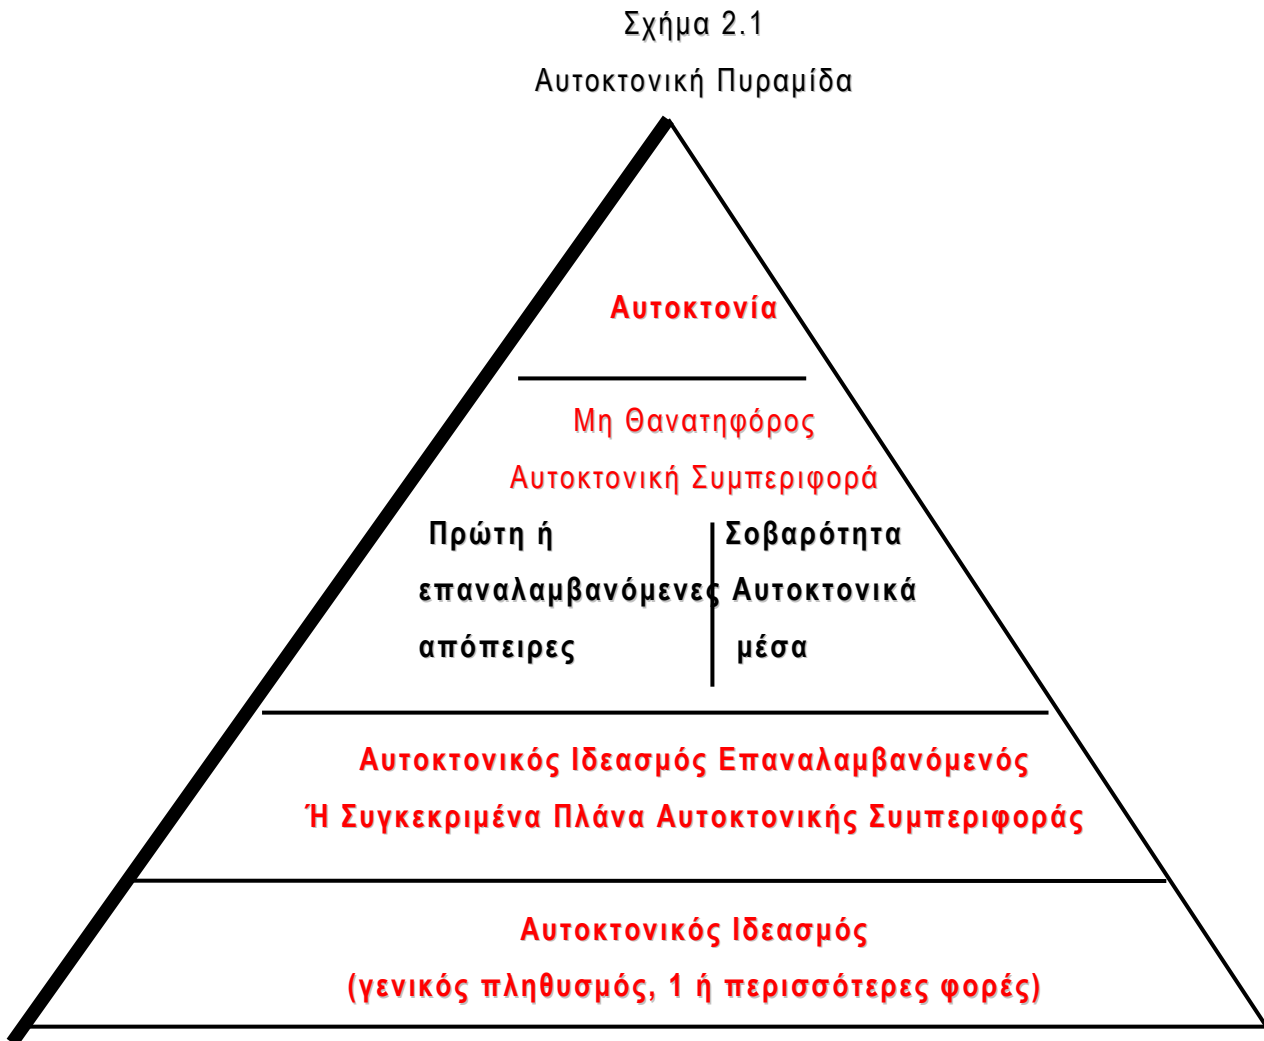 Σχήμα 2.1
Αυτοκτονική Πυραμίδα
Αυτοκτονία
Μη Θανατηφόρος
Αυτοκτονική Συμπεριφορά
Πρώτη ή
επαναλαμβανόμενες
απόπειρες
Σοβαρότητα
Αυτοκτονικά
μέσα
Αυτοκτονικός Ιδεασμός Επαναλαμβανόμενός
Ή Συγκεκριμένα Πλάνα Αυτοκτονικής Συμπεριφοράς
Αυτοκτονικός Ιδεασμός
(γενικός πληθυσμός, 1 ή περισσότερες φορές)